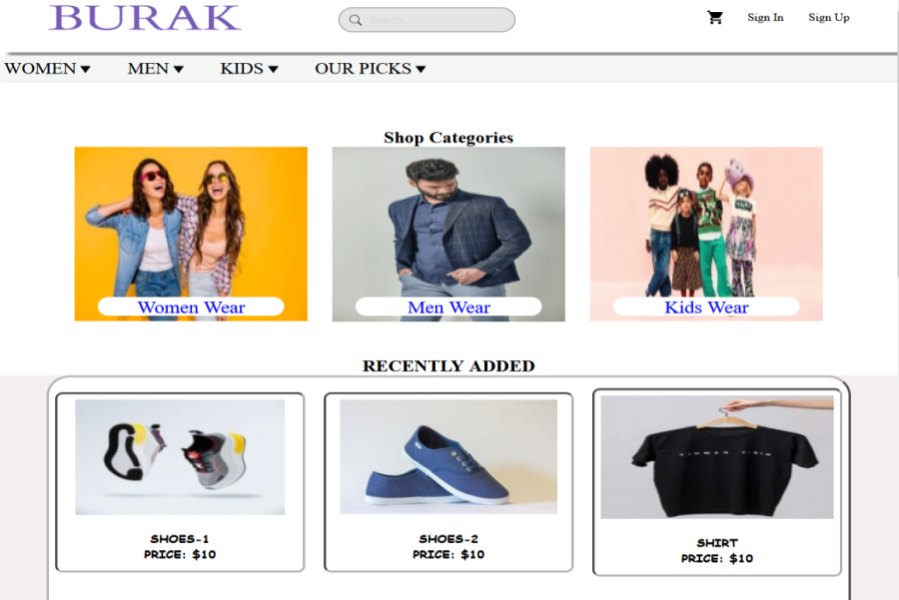 BURAK
Search...
Sign In
Sign Up
WOMEN
MEN
KIDS
OUR PICKS
Shop Categories
Women Wear
Men Wear
Kids Wear
RECENTLY ADDED
SHOES-1
PRICE: $10
SHOES-2
PRICE: $10
SHIRT
PRICE: $10